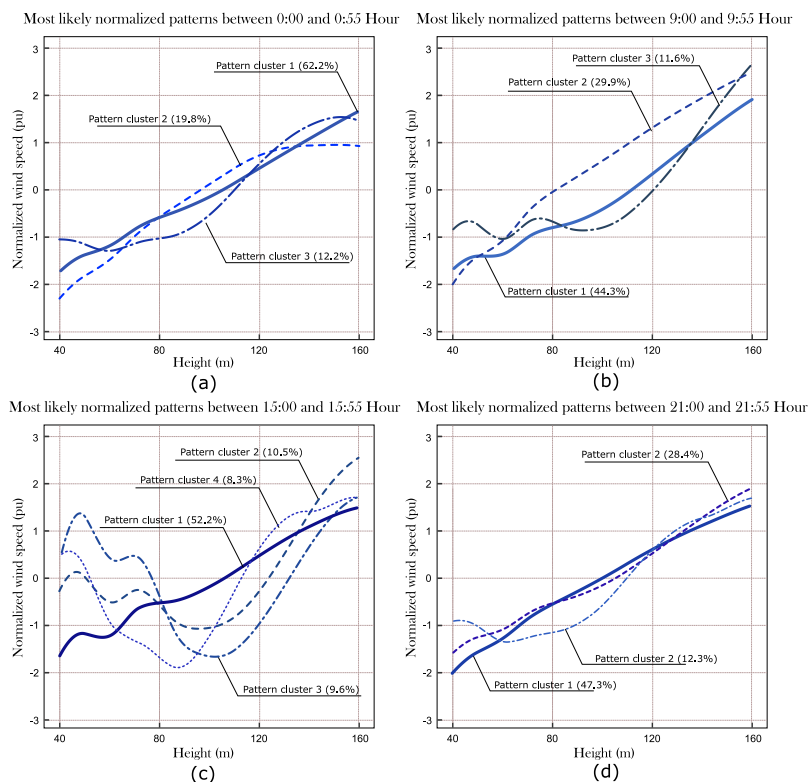 Most likely normalized patterns between 0:00 and 0:55 Hour
3
2
1
0
-1
-2
-3
Normalized wind speed (pu)
Pattern cluster 1 (62.2%)
Pattern cluster 2 (19.8%)
Pattern cluster 3 (12.2%)
40
80
120
160
Height (m)
(a)
Most likely normalized patterns between 9:00 and 9:55 Hour
3
2
1
0
-1
-2
-3
Normalized wind speed (pu)
Pattern cluster 3 (11.6%)
Pattern cluster 2 (29.9%)
Pattern cluster 1 (44.3%)
40
80
120
160
Height (m)
(b)
Most likely normalized patterns between 15:00 and 15:55 Hour
3
2
1
0
-1
-2
-3
Normalized wind speed (pu)
Pattern cluster 2 (10.5%)
Pattern cluster 4 (8.3%)
Pattern cluster 1 (52.2%)
Pattern cluster 3 (9.6%)
40
80
120
160
Height (m)
(c)
Most likely normalized patterns between 21:00 and 21:55 Hour
3
2
1
0
-1
-2
-3
Normalized wind speed (pu)
Pattern cluster 2 (28.4%)
Pattern cluster 2 (12.3%)
Pattern cluster 1 (47.3%)
40
80
120
160
Height (m)
(d)